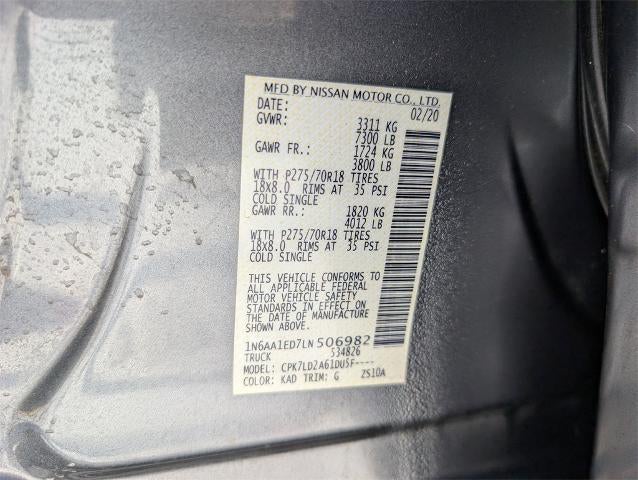 MFD BY NISSAN MOTOR CO., LTD.
DATE: 02/20
GVWR: 3311 KG
7300 LB
GAWR FR.: 1724 KG
3800 LB
WITH P275/70R18 TIRES
18x8.0 RIMS AT 35 PSI
COLD SINGLE
GAWR RR.: 1820 KG
4012 LB
WITH P275/70R18 TIRES
18x8.0 RIMS AT 35 PSI
COLD SINGLE
THIS VEHICLE CONFORMS TO
ALL APPLICABLE FEDERAL
MOTOR VEHICLE SAFETY
STANDARDS IN EFFECT ON
THE DATE OF MANUFACTURE
SHOWN ABOVE.
1N6AA1ED7LN506982
TRUCK 534826
MODEL: CPK7LD2A61DU5F----
COLOR: KAD TRIM: G ZS10A